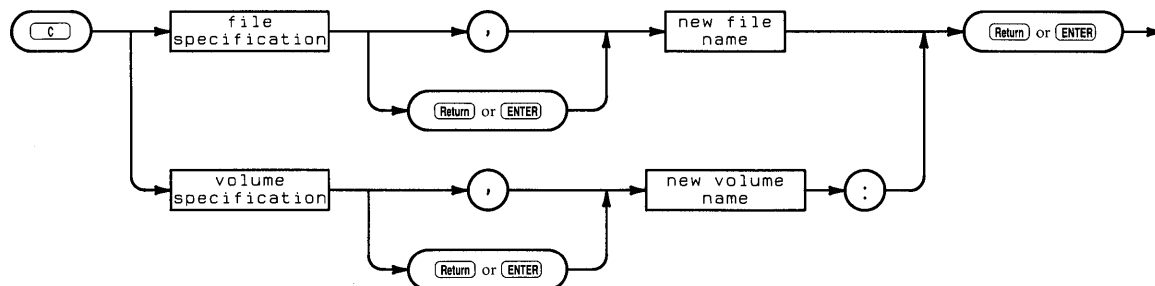 C
file
specification
,
new file
name
Return or ENTER
Return or ENTER
volume
specification
,
new volume
name
:
Return or ENTER